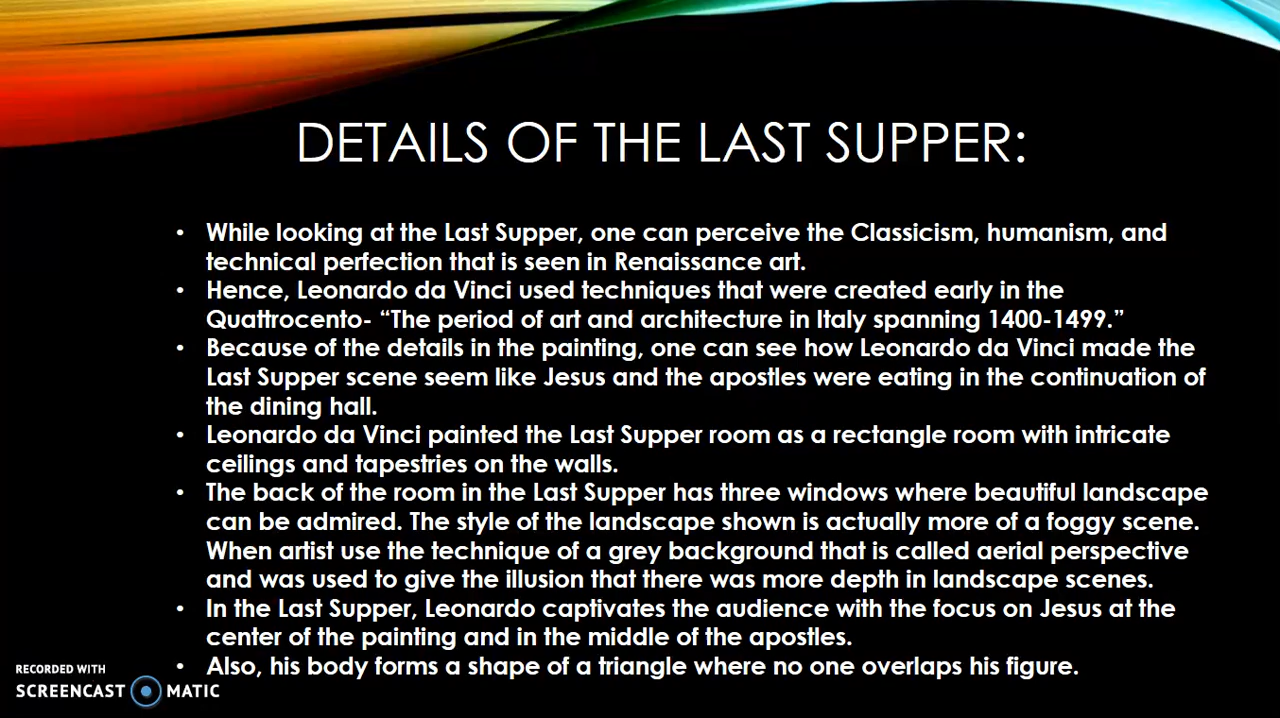 DETAILS OF THE LAST SUPPER:
• While looking at the Last Supper, one can perceive the Classicism, humanism, and
technical perfection that is seen in Renaissance art.
• Hence, Leonardo da Vinci used techniques that were created early in the
Quattrocento- “The period of art and architecture in Italy spanning 1400-1499.”
• Because of the details in the painting, one can see how Leonardo da Vinci made the
Last Supper scene seem like Jesus and the apostles were eating in the continuation of
the dining hall.
• Leonardo da Vinci painted the Last Supper room as a rectangle room with intricate
ceilings and tapestries on the walls.
• The back of the room in the Last Supper has three windows where beautiful landscape
can be admired. The style of the landscape shown is actually more of a foggy scene.
When artist use the technique of a grey background that is called aerial perspective
and was used to give the illusion that there was more depth in landscape scenes.
• In the Last Supper, Leonardo captivates the audience with the focus on Jesus at the
center of the painting and in the middle of the apostles.
• Also, his body forms a shape of a triangle where no one overlaps his figure.
RECORDED WITH
SCREENCAST MATIC